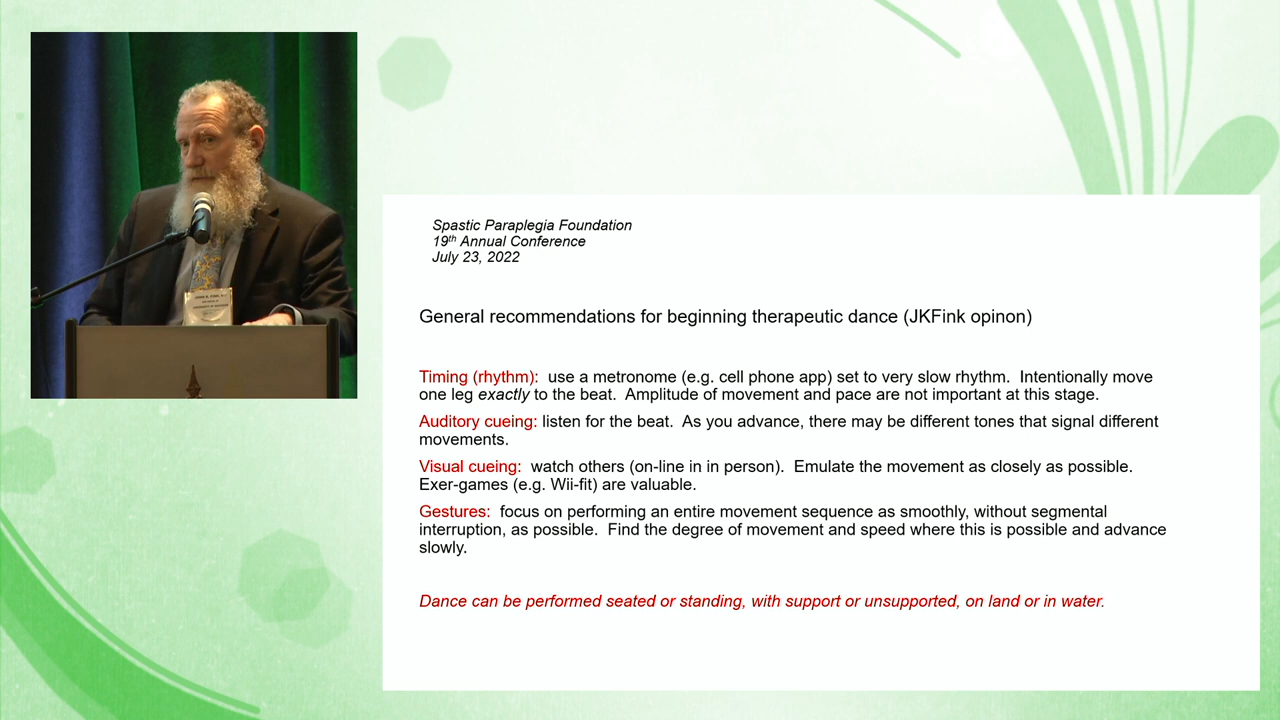 JOHN K. FINK, M.D.
Spastic Paraplegia Foundation
19th Annual Conference
July 23, 2022
General recommendations for beginning therapeutic dance (JKFink opinon)
Timing (rhythm): use a metronome (e.g. cell phone app) set to very slow rhythm. Intentionally move
one leg exactly to the beat. Amplitude of movement and pace are not important at this stage.
Auditory cueing: listen for the beat. As you advance, there may be different tones that signal different
movements.
Visual cueing: watch others (on-line in in person). Emulate the movement as closely as possible.
Exer-games (e.g. Wii-fit) are valuable.
Gestures: focus on performing an entire movement sequence as smoothly, without segmental
interruption, as possible. Find the degree of movement and speed where this is possible and advance
slowly.
Dance can be performed seated or standing, with support or unsupported, on land or in water.